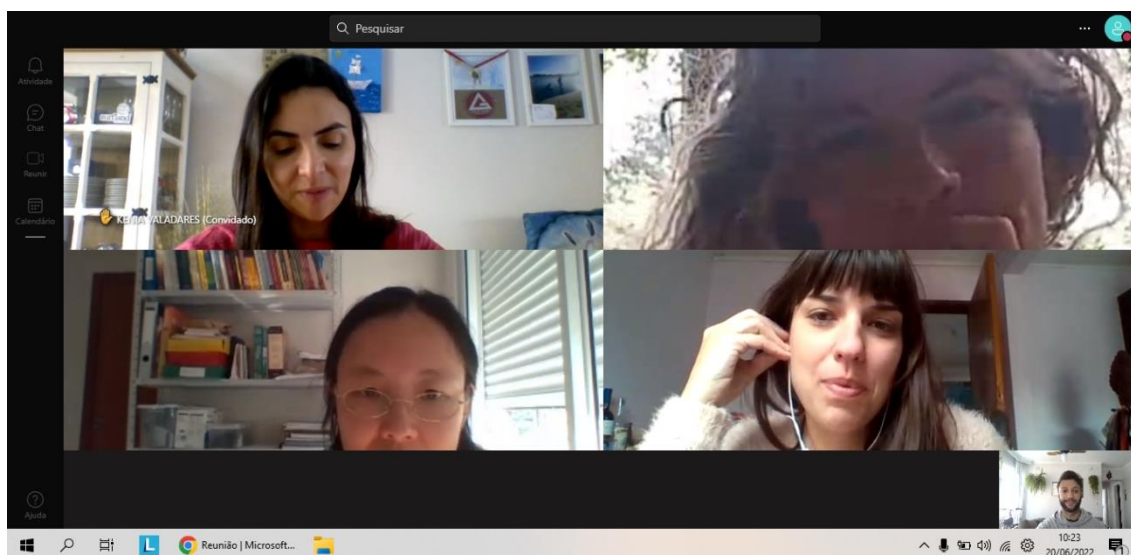 Pesquisar
Atividade
Chat
Reunir
Calendário
KENIA VALADARES (Convidado)
Ajuda
L
Reunião | Microsoft...
10:23
20/06/2022